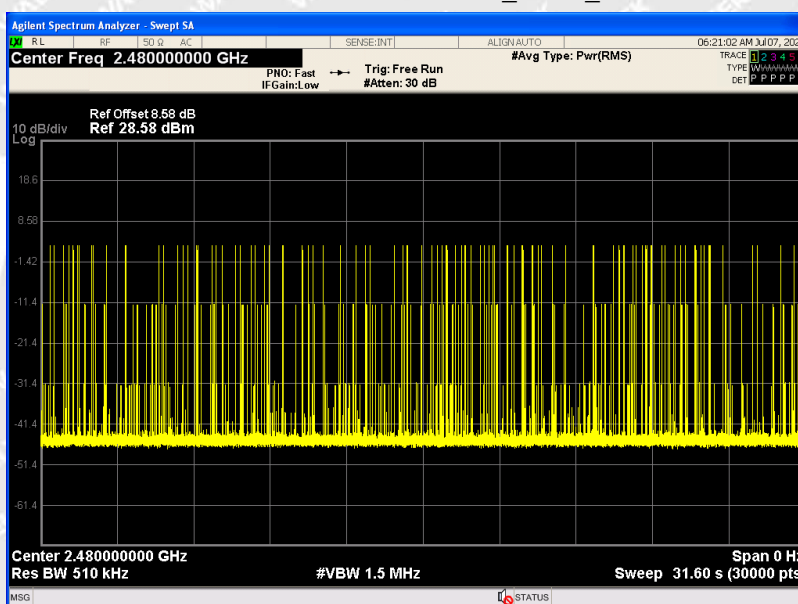 Agilent Spectrum Analyzer - Swept SA
LXI RL RF 50 Ω AC SENSE:INT ALIGN AUTO 06:21:02 AM Jul 07, 202
Center Freq 2.480000000 GHz #Avg Type: Pwr(RMS) TRACE 1 2 3 4 5
PNO: Fast Trig: Free Run TYPE
IFGain:Low #Atten: 30 dB DET P P P P P
Ref Offset 8.58 dB
10 dB/div Ref 28.58 dBm
Log
18.6
8.58
-1.42
-11.4
-21.4
-31.4
-41.4
-51.4
-61.4
Center 2.480000000 GHz Span 0 Hz
Res BW 510 kHz #VBW 1.5 MHz Sweep 31.60 s (30000 pts
MSG STATUS